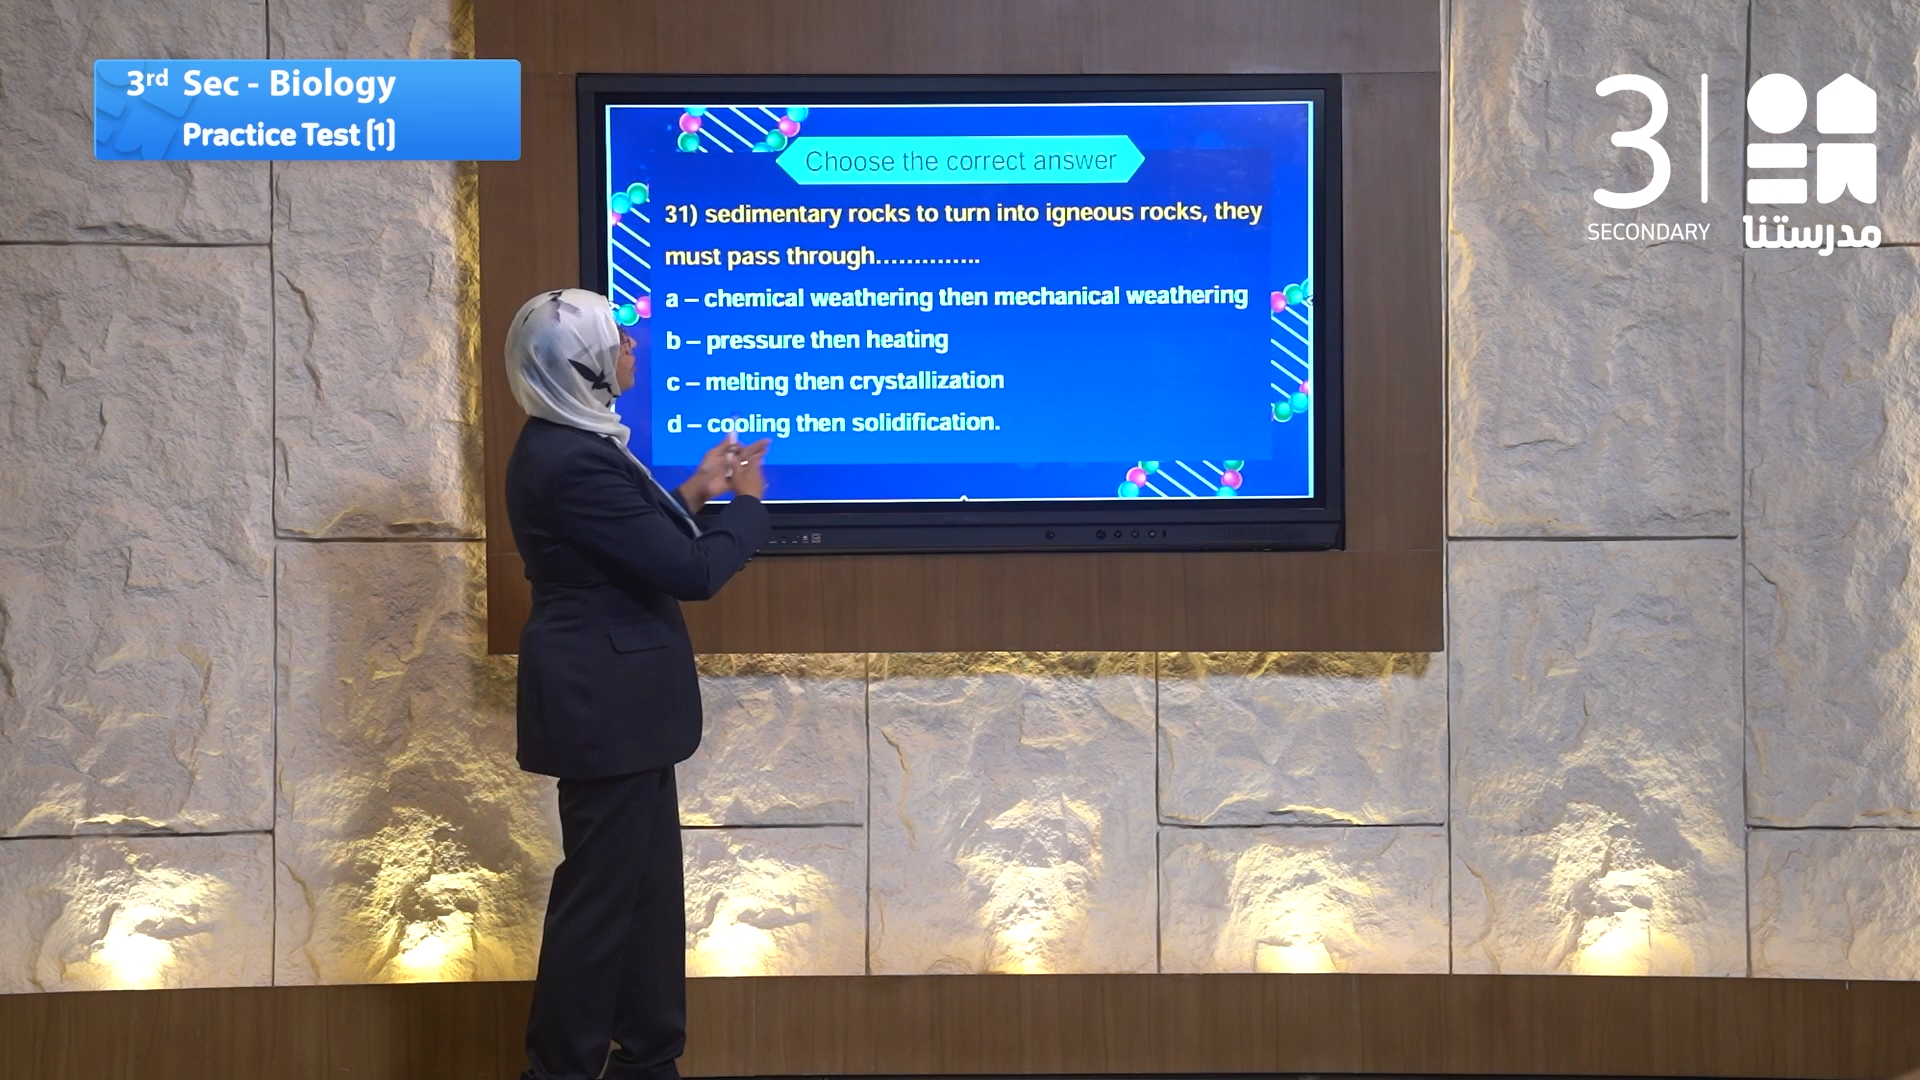 3rd Sec - Biology
Practice Test [1]
3
SECONDARY
مدرستنا
Choose the correct answer
31) sedimentary rocks to turn into igneous rocks, they
must pass through..............
a – chemical weathering then mechanical weathering
b – pressure then heating
c – melting then crystallization
d – cooling then solidification.